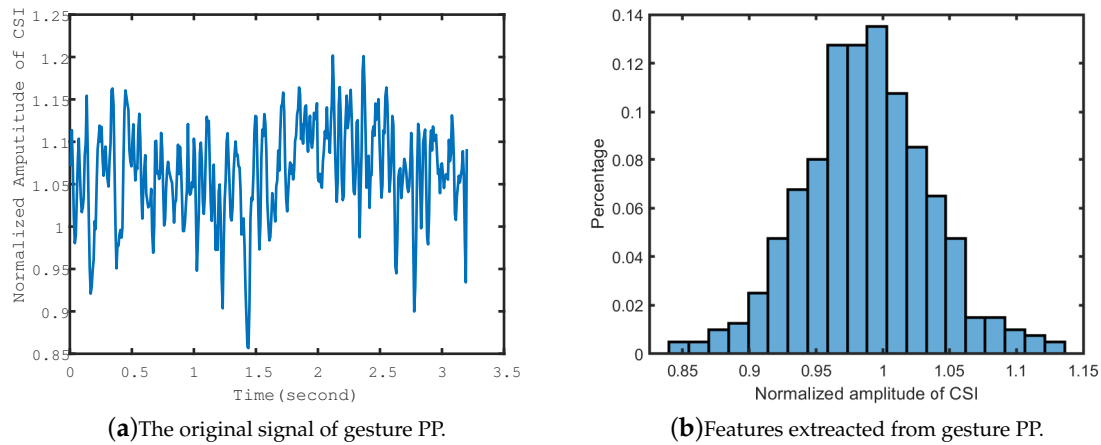 Normalized Amputitude of CSI
1.25
1.2
1.15
1.1
1.05
1
0.95
0.9
0.85
0 0.5 1 1.5 2 2.5 3 3.5
Time(second)
(a)The original signal of gesture PP.
Percentage
0.14
0.12
0.1
0.08
0.06
0.04
0.02
0
0.85 0.9 0.95 1 1.05 1.1 1.15
Normalized amplitude of CSI
(b)Features extreacted from gesture PP.